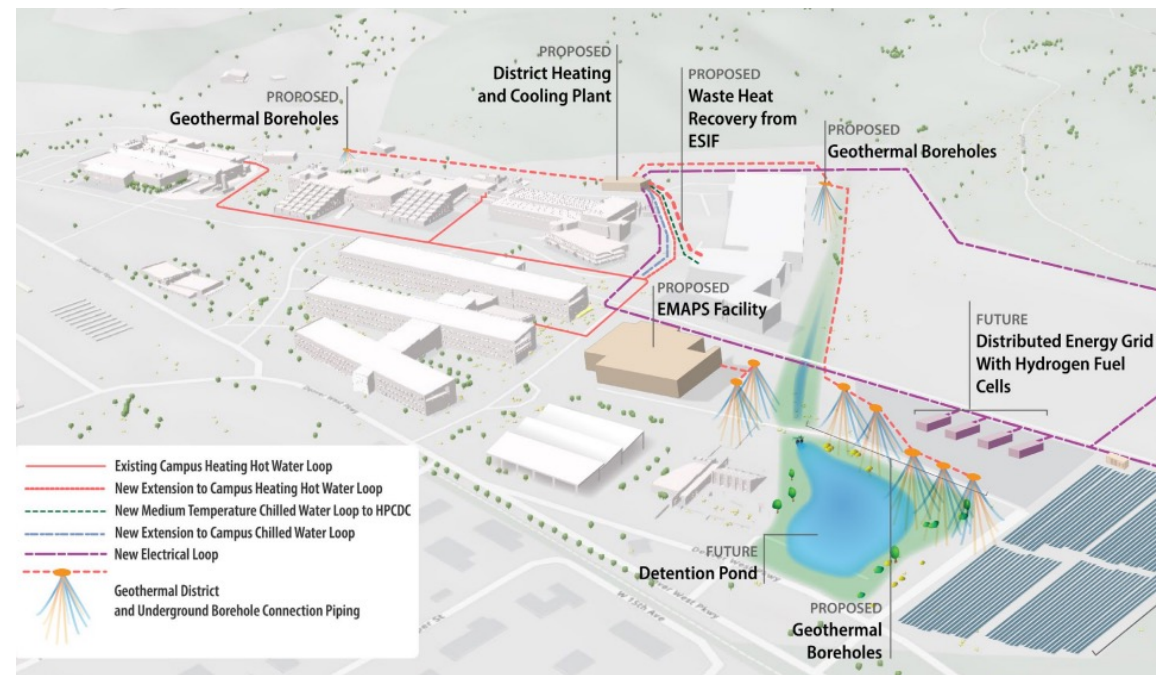 PROPOSED
District Heating
and Cooling Plant
PROPOSED
Waste Heat
Recovery from
ESIF
PROPOSED
Geothermal Boreholes
PROPOSED
Geothermal Boreholes
PROPOSED
EMAPS Facility
FUTURE
Distributed Energy Grid
With Hydrogen Fuel
Cells
Existing Campus Heating Hot Water Loop
New Extension to Campus Heating Hot Water Loop
New Medium Temperature Chilled Water Loop to HPCDC
New Extension to Campus Chilled Water Loop
New Electrical Loop
Geothermal District
and Underground Borehole Connection Piping
FUTURE
Detention Pond
PROPOSED
Geothermal
Boreholes
Denver West Pkwy
W 15th Ave